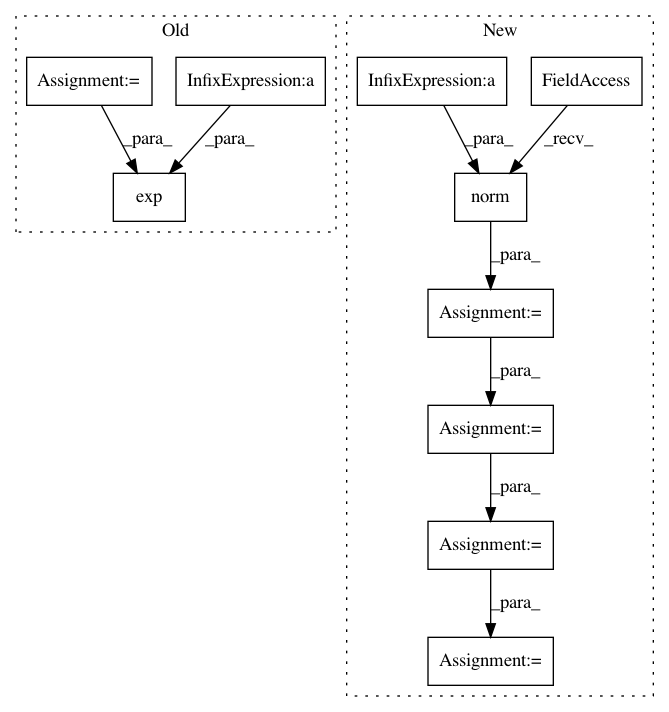 Old
New
Assignment:=
InfixExpression:a
InfixExpression:a
FieldAccess
_para_
_para_
_para_
_recv_
exp
norm
_para_
Assignment:=
_para_
Assignment:=
_para_
Assignment:=
_para_
Assignment:=